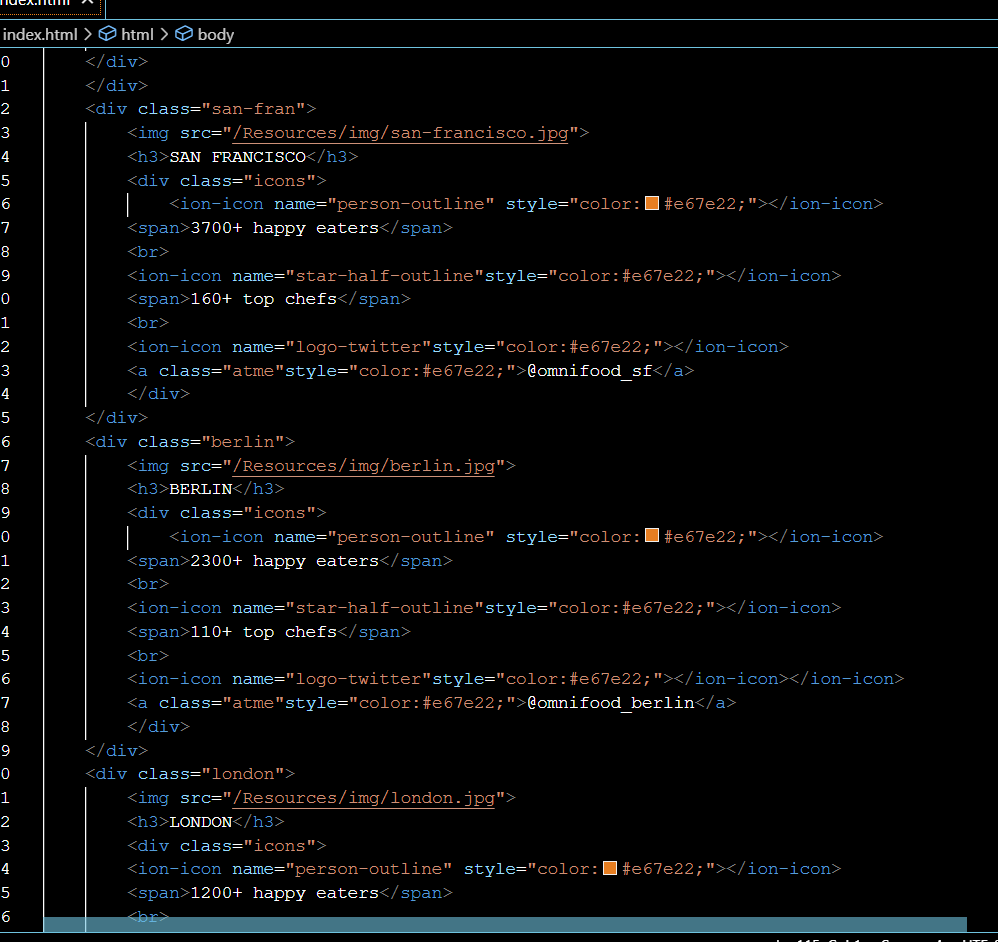 index.html
index.html > html > body
0 </div>
1 </div>
2 <div class="san-fran">
3 <img src="/Resources/img/san-francisco.jpg">
4 <h3>SAN FRANCISCO</h3>
5 <div class="icons">
6 <ion-icon name="person-outline" style="color:#e67e22;"></ion-icon>
7 <span>3700+ happy eaters</span>
8 <br>
9 <ion-icon name="star-half-outline"style="color:#e67e22;"></ion-icon>
0 <span>160+ top chefs</span>
1 <br>
2 <ion-icon name="logo-twitter"style="color:#e67e22;"></ion-icon>
3 <a class="atme"style="color:#e67e22;">@omnifood_sf</a>
4 </div>
5 </div>
6 <div class="berlin">
7 <img src="/Resources/img/berlin.jpg">
8 <h3>BERLIN</h3>
9 <div class="icons">
0 <ion-icon name="person-outline" style="color:#e67e22;"></ion-icon>
1 <span>2300+ happy eaters</span>
2 <br>
3 <ion-icon name="star-half-outline"style="color:#e67e22;"></ion-icon>
4 <span>110+ top chefs</span>
5 <br>
6 <ion-icon name="logo-twitter"style="color:#e67e22;"></ion-icon></ion-icon>
7 <a class="atme"style="color:#e67e22;">@omnifood_berlin</a>
8 </div>
9 </div>
0 <div class="london">
1 <img src="/Resources/img/london.jpg">
2 <h3>LONDON</h3>
3 <div class="icons">
4 <ion-icon name="person-outline" style="color:#e67e22;"></ion-icon>
5 <span>1200+ happy eaters</span>
6 <br>